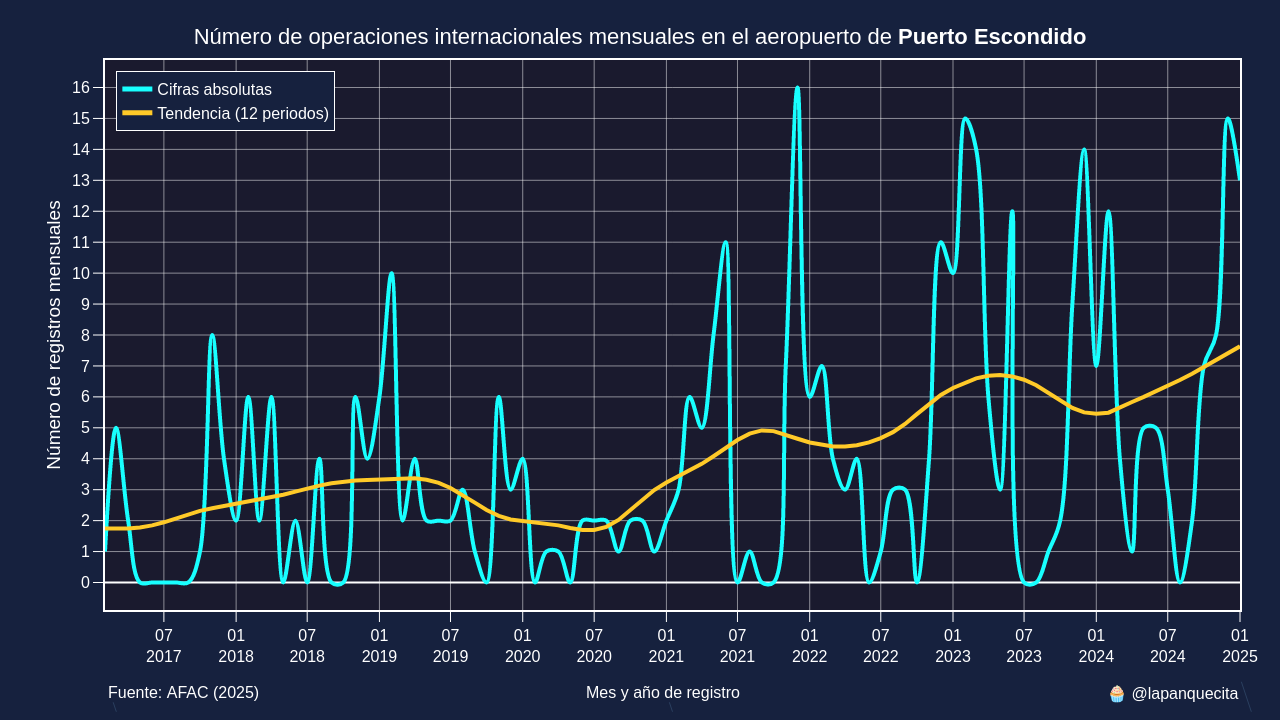 Número de operaciones internacionales mensuales en el aeropuerto de Puerto Escondido
Cifras absolutas
Tendencia (12 periodos)
Número de registros mensuales
16
15
14
13
12
11
10
9
8
7
6
5
4
3
2
1
0
07 01 07 01 07 01 07 01 07 01 07 01 07 01 07 01
2017 2018 2018 2019 2019 2020 2020 2021 2021 2022 2022 2023 2023 2024 2024 2025
Fuente: AFAC (2025) Mes y año de registro 🧁 @lapanquecita